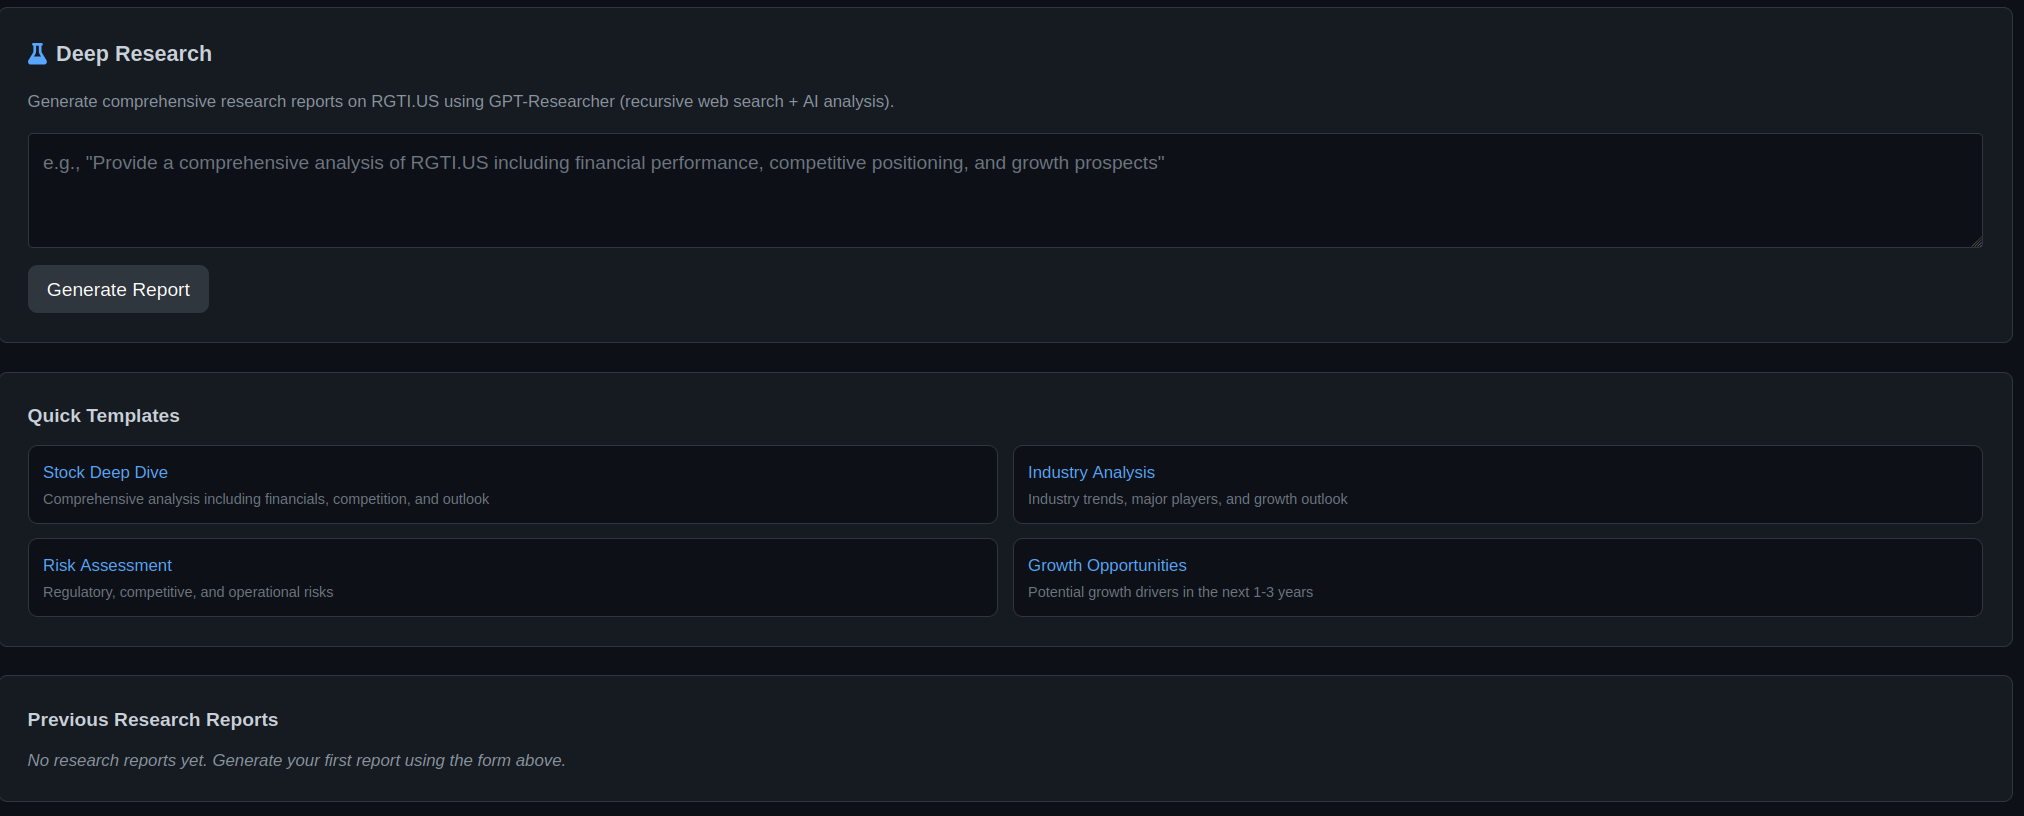 Deep Research
Generate comprehensive research reports on RGTI.US using GPT-Researcher (recursive web search + AI analysis).
e.g., "Provide a comprehensive analysis of RGTI.US including financial performance, competitive positioning, and growth prospects"
Generate Report
Quick Templates
Stock Deep Dive
Comprehensive analysis including financials, competition, and outlook
Industry Analysis
Industry trends, major players, and growth outlook
Risk Assessment
Regulatory, competitive, and operational risks
Growth Opportunities
Potential growth drivers in the next 1-3 years
Previous Research Reports
No research reports yet. Generate your first report using the form above.